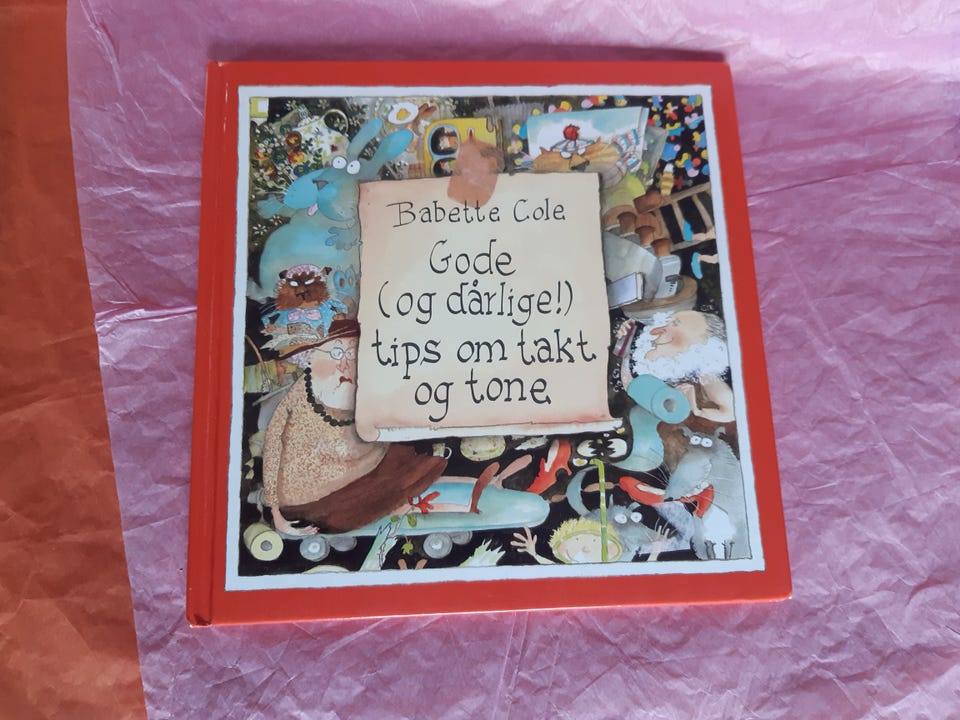 Babette Cole
Gode
(og dårlige!)
tips om takt
og tone